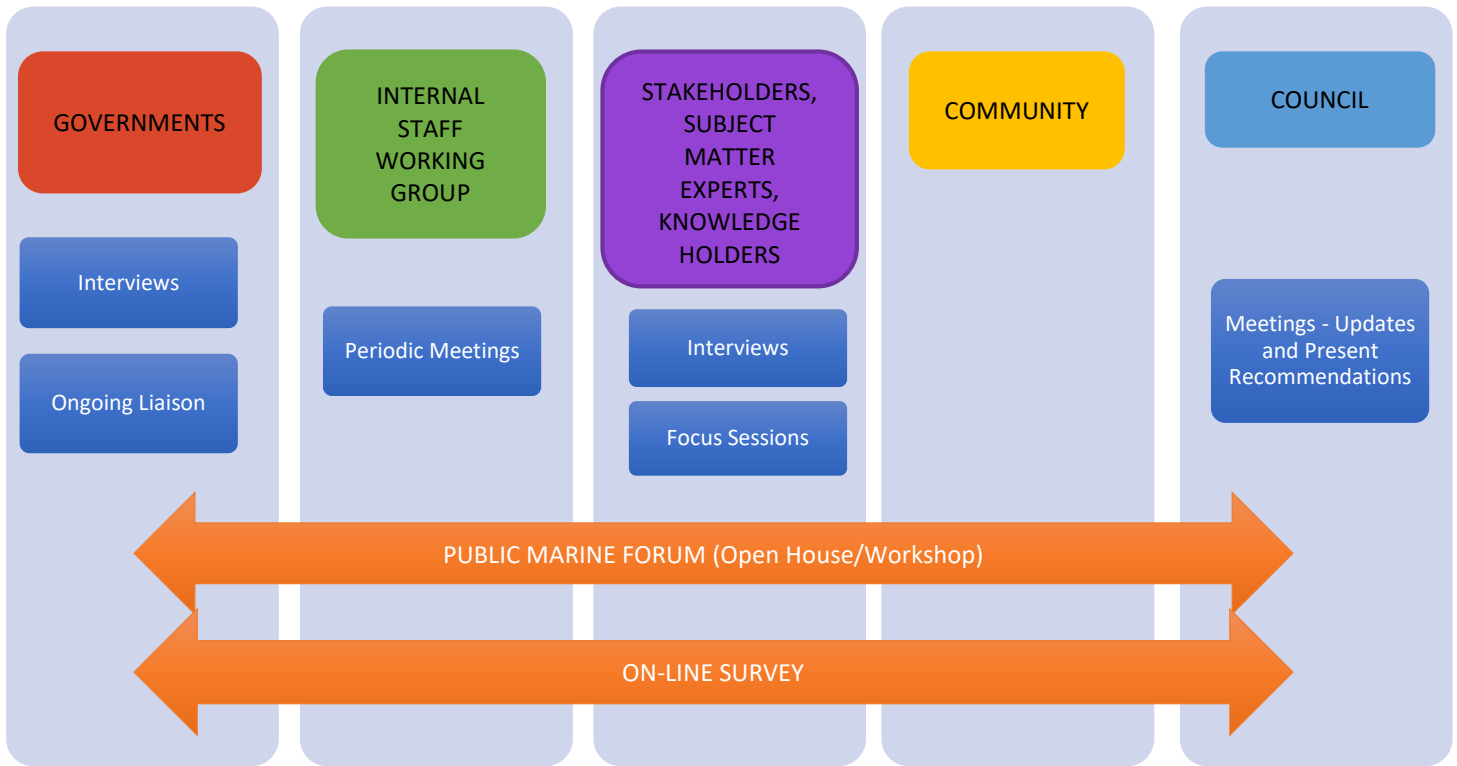 GOVERNMENTS
Interviews
Ongoing Liaison
INTERNAL
STAFF
WORKING
GROUP
Periodic Meetings
STAKEHOLDERS,
SUBJECT
MATTER
EXPERTS,
KNOWLEDGE
HOLDERS
Interviews
Focus Sessions
COMMUNITY
COUNCIL
Meetings - Updates
and Present
Recommendations
PUBLIC MARINE FORUM (Open House/Workshop)
ON-LINE SURVEY